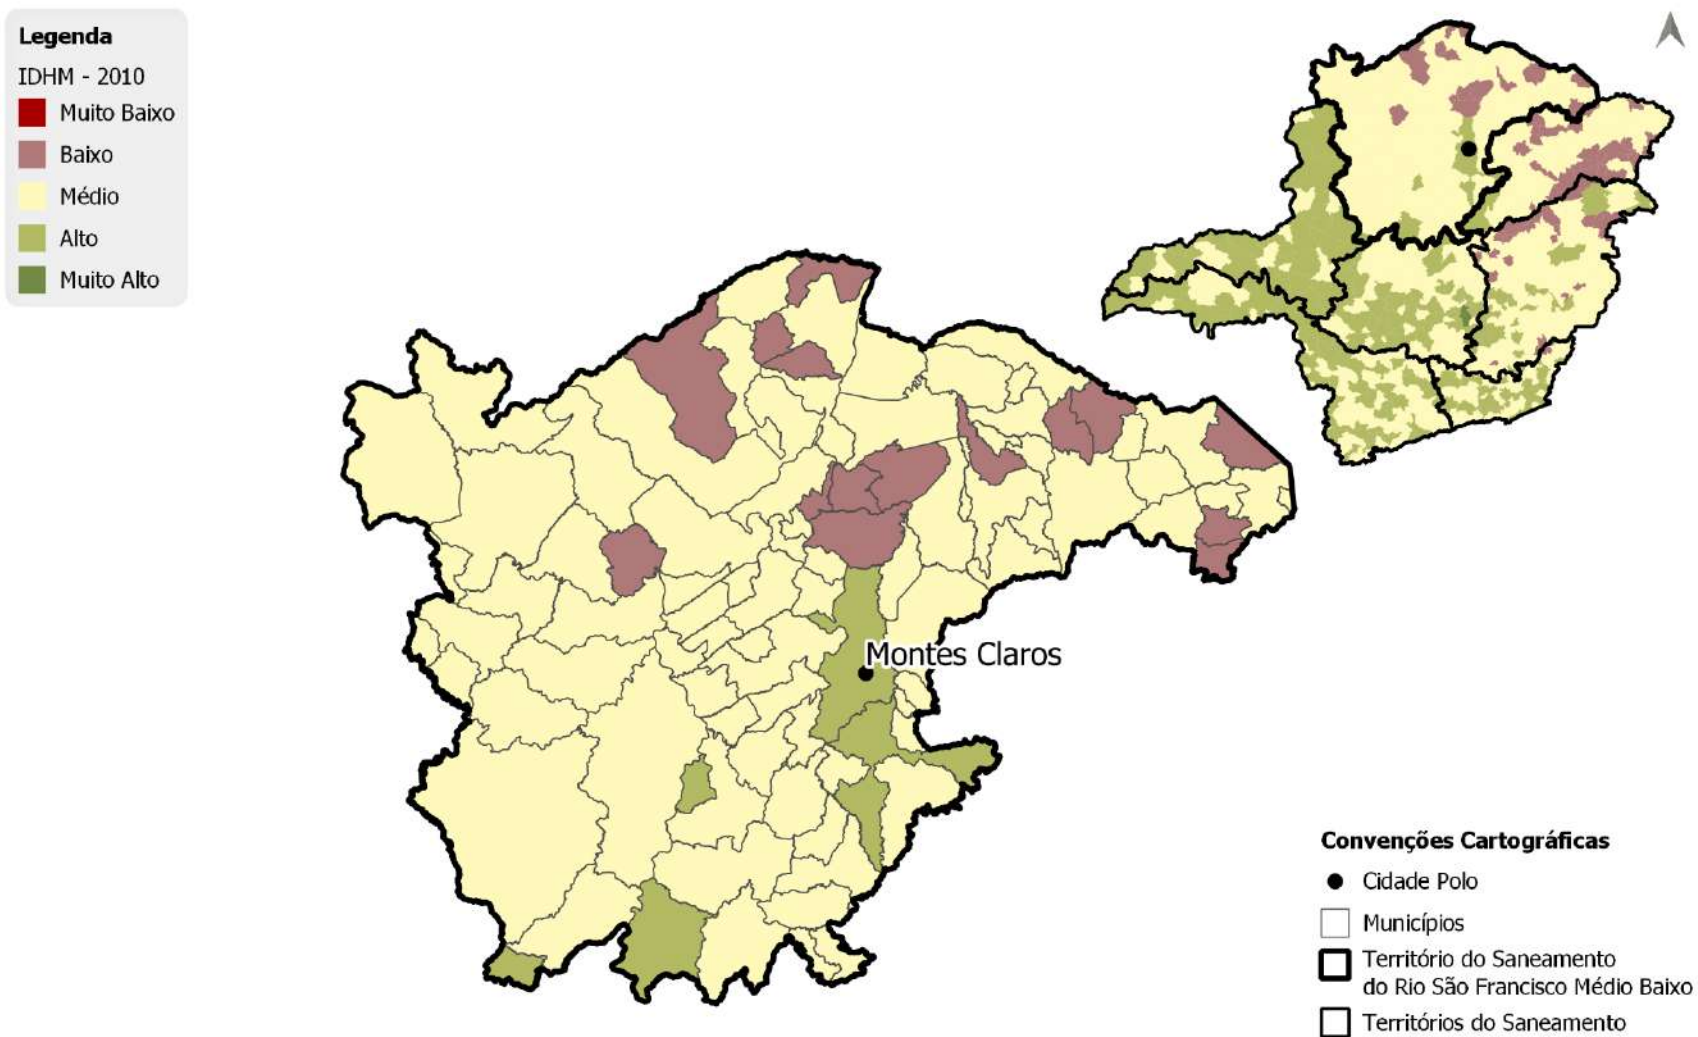 Legenda
IDHM - 2010
Muito Baixo
Baixo
Médio
Alto
Muito Alto
Montes Claros
Convenções Cartográficas
Cidade Polo
Municípios
Território do Saneamento
do Rio São Francisco Médio Baixo
Territórios do Saneamento